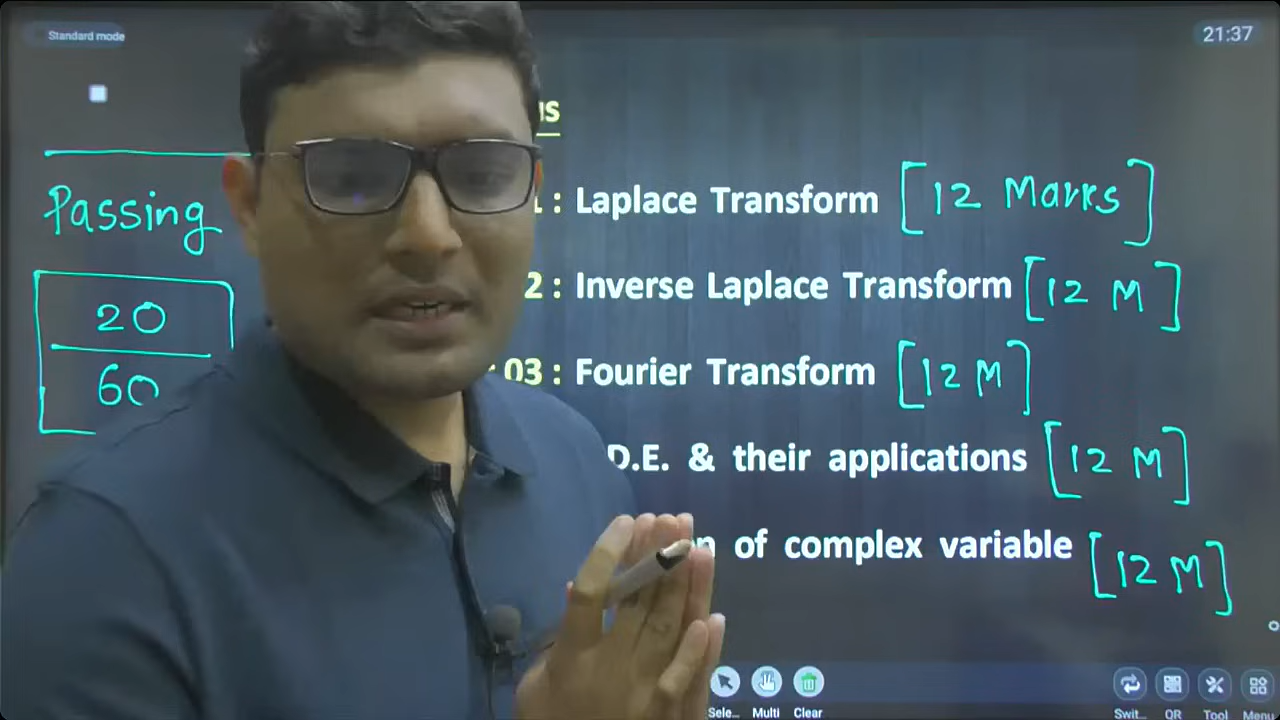 Standard mode
21:37
Passing
20
60
1 : Laplace Transform [12 Marks]
2 : Inverse Laplace Transform [12 M]
03 : Fourier Transform [12 M]
D.E. & their applications [12 M]
of complex variable [12 M]
Sele... Multi Clear Swit... QR Tool Menu